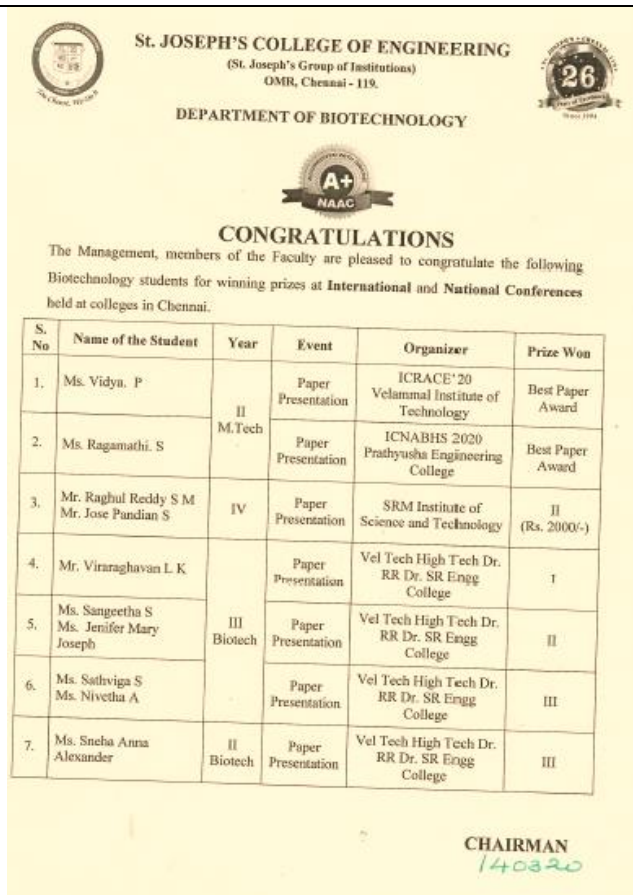 St. JOSEPH'S COLLEGE OF ENGINEERING
(St. Joseph's Group of Institutions)
OMR, Chennai - 119.
DEPARTMENT OF BIOTECHNOLOGY
26
Since 1994
A+
NAAC
CONGRATULATIONS
The Management, members of the Faculty are pleased to congratulate the following
Biotechnology students for winning prizes at International and National Conferences
held at colleges in Chennai.
S. No Name of the Student Year Event Organizer Prize Won
1. Ms. Vidya. P II M.Tech Paper Presentation ICRACE'20 Velammal Institute of Technology Best Paper Award
2. Ms. Ragamathi. S Paper Presentation ICNABHS 2020 Prathyusha Engineering College Best Paper Award
3. Mr. Raghul Reddy S M Mr. Jose Pandian S IV Paper Presentation SRM Institute of Science and Technology II (Rs. 2000/-)
4. Mr. Viraraghavan L K III Biotech Paper Presentation Vel Tech High Tech Dr. RR Dr. SR Engg College I
5. Ms. Sangeetha S Ms. Jenifer Mary Joseph Paper Presentation Vel Tech High Tech Dr. RR Dr. SR Engg College II
6. Ms. Sathviga S Ms. Nivetha A Paper Presentation Vel Tech High Tech Dr. RR Dr. SR Engg College III
7. Ms. Sneha Anna Alexander II Biotech Paper Presentation Vel Tech High Tech Dr. RR Dr. SR Engg College III
CHAIRMAN
140320